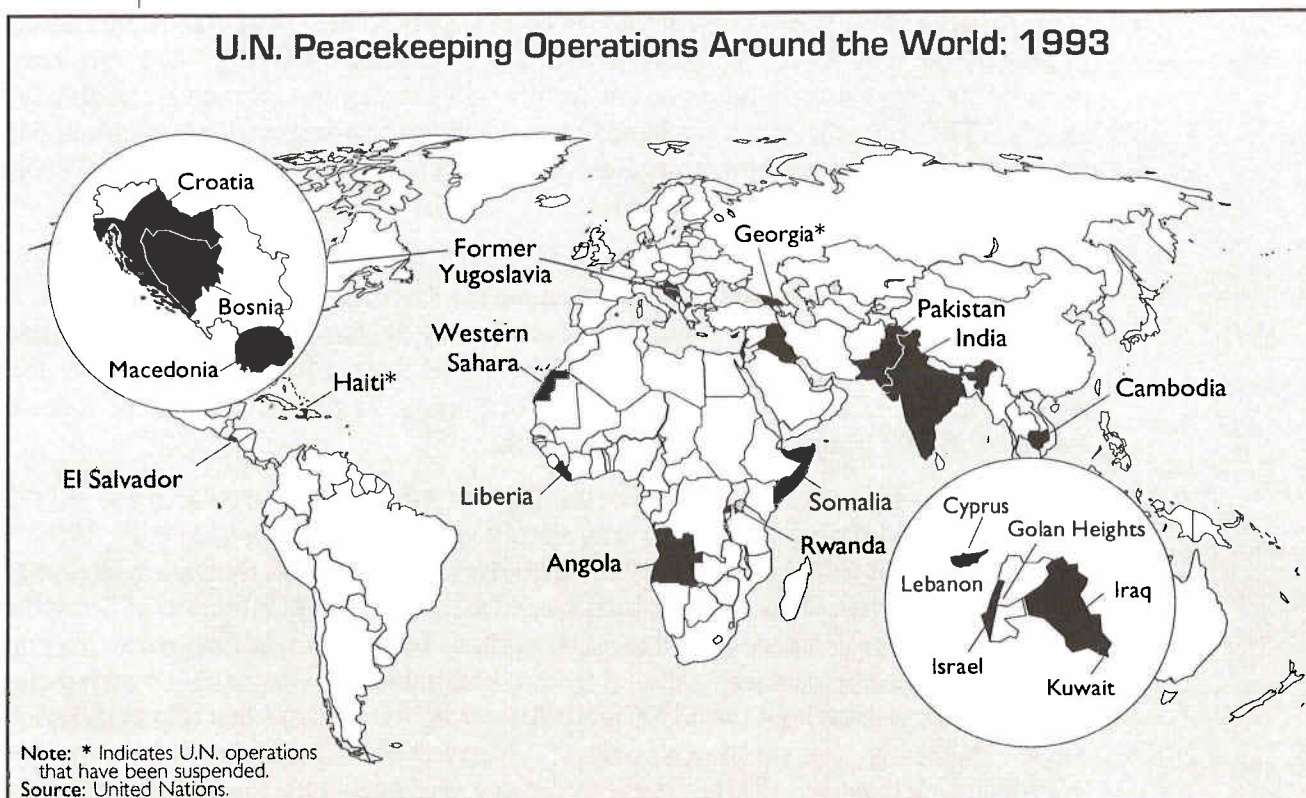 U.N. Peacekeeping Operations Around the World: 1993
Croatia
Bosnia
Macedonia
Former
Yugoslavia
Georgia*
Western
Sahara
Pakistan
India
Haiti*
Cambodia
El Salvador
Liberia
Somalia
Angola
Rwanda
Cyprus
Golan Heights
Lebanon
Iraq
Israel
Kuwait
Note: * Indicates U.N. operations
that have been suspended.
Source: United Nations.